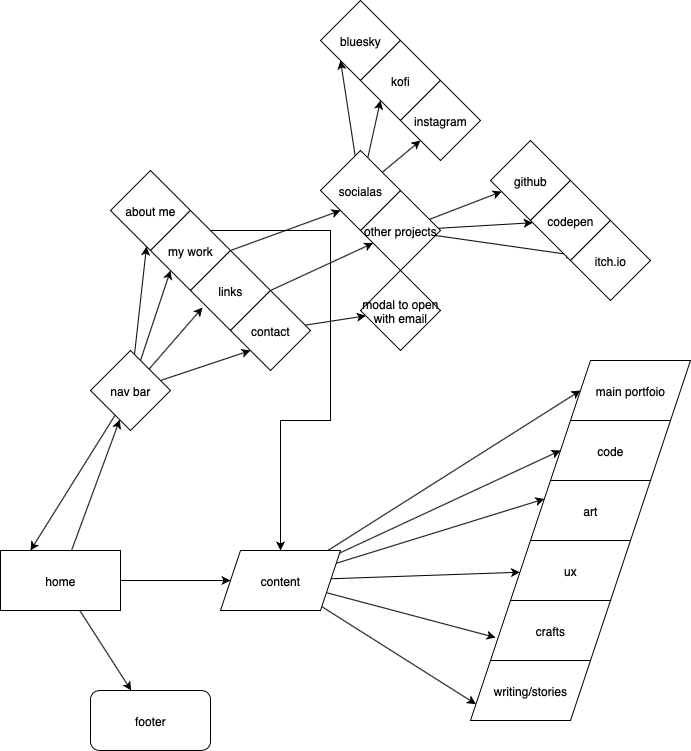 bluesky
kofi
instagram
socialas
other projects
github
codepen
itch.io
about me
my work
links
contact
modal to open
with email
nav bar
main portfoio
code
art
ux
crafts
writing/stories
home
content
footer